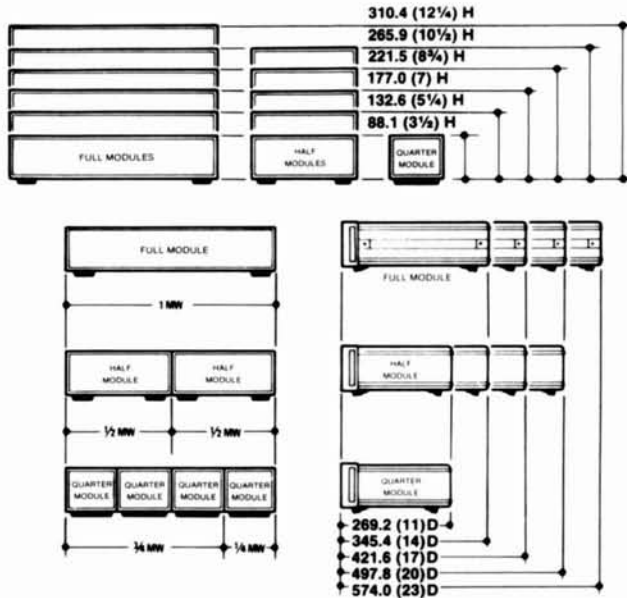 310.4 (12¼) H
265.9 (10½) H
221.5 (8¾) H
177.0 (7) H
132.6 (5¼) H
88.1 (3½) H
FULL MODULES
HALF MODULES
QUARTER MODULE
FULL MODULE
1 MW
HALF MODULE
HALF MODULE
½ MW
½ MW
QUARTER MODULE
QUARTER MODULE
QUARTER MODULE
QUARTER MODULE
¾ MW
¼ MW
FULL MODULE
HALF MODULE
QUARTER MODULE
269.2 (11) D
345.4 (14) D
421.6 (17) D
497.8 (20) D
574.0 (23) D